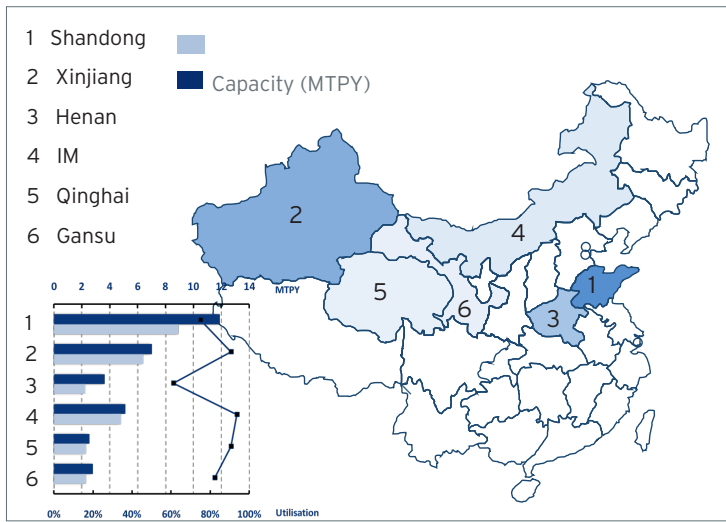 1 Shandong
2 Xinjiang
Capacity (MTPY)
3 Henan
4 IM
5 Qinghai
6 Gansu
2
4
1
5
3
6
0 2 4 6 8 10 12 14
MTPY
1
2
3
4
5
6
0% 20% 40% 60% 80% 100%
Utilisation